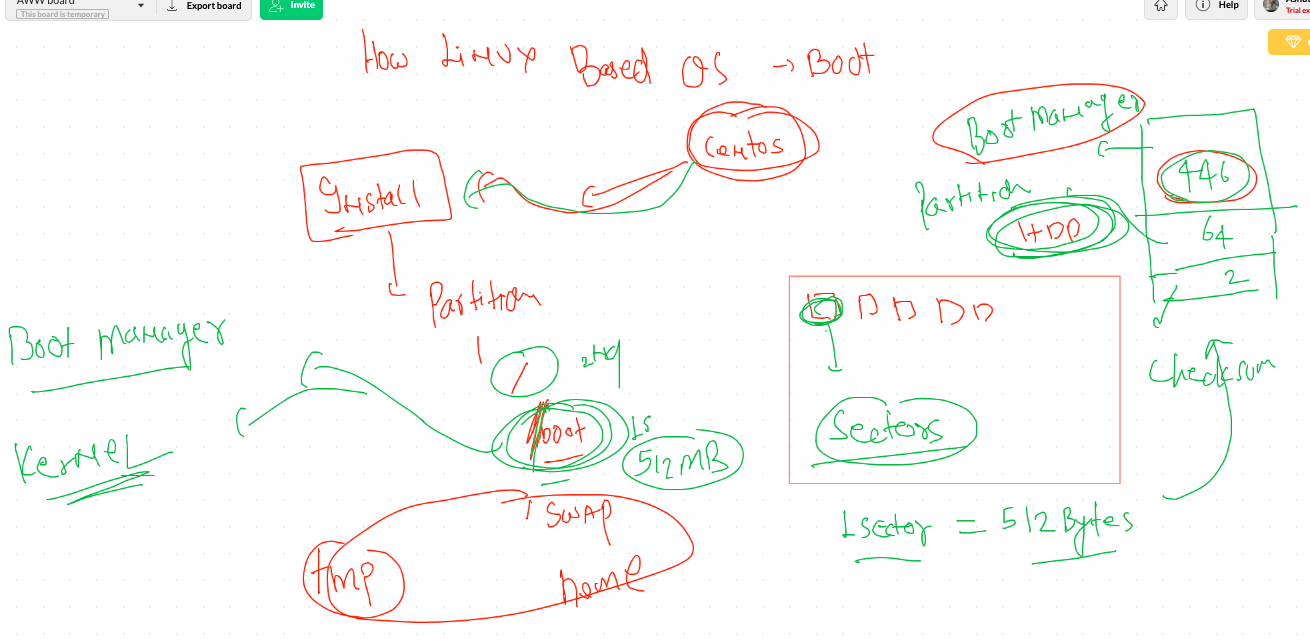 AWW board
This board is temporary
Export board
Invite
Help
Trial ex
How Linux Based OS → Boot
Centos
Install
Boot Manager
446
Partition
HDD
64
2
Partition
Boot Manager
/
2nd
/boot
1s
512MB
Kernel
Sectors
Checksum
SWAP
1 sector = 512 Bytes
tmp
home